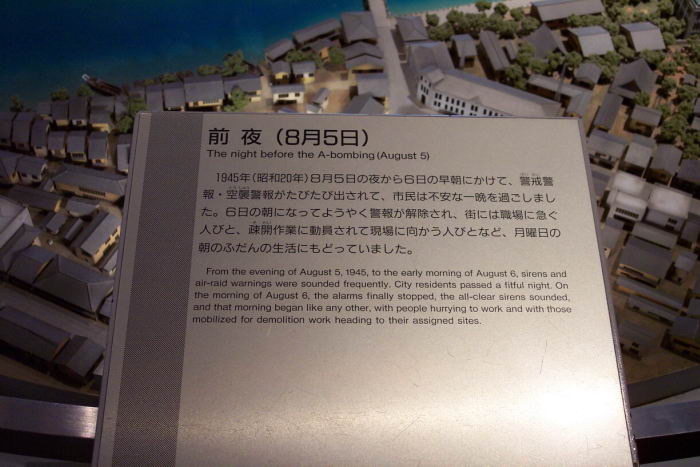 前 夜（8月5日）
The night before the A-bombing (August 5)
1945年（昭和20年）8月5日の夜から6日の早朝にかけて、警戒警
報・空襲警報がたびたび出されて、市民は不安な一晩を過ごしまし
た。6日の朝になってようやく警報が解除され、街には職場に急ぐ
人びと、疎開作業に動員されて現場に向かう人びとなど、月曜日の
朝のふだんの生活にもどっていました。
From the evening of August 5, 1945, to the early morning of August 6, sirens and
air-raid warnings were sounded frequently. City residents passed a fitful night. On
the morning of August 6, the alarms finally stopped, the all-clear sirens sounded,
and that morning began like any other, with people hurrying to work and with those
mobilized for demolition work heading to their assigned sites.